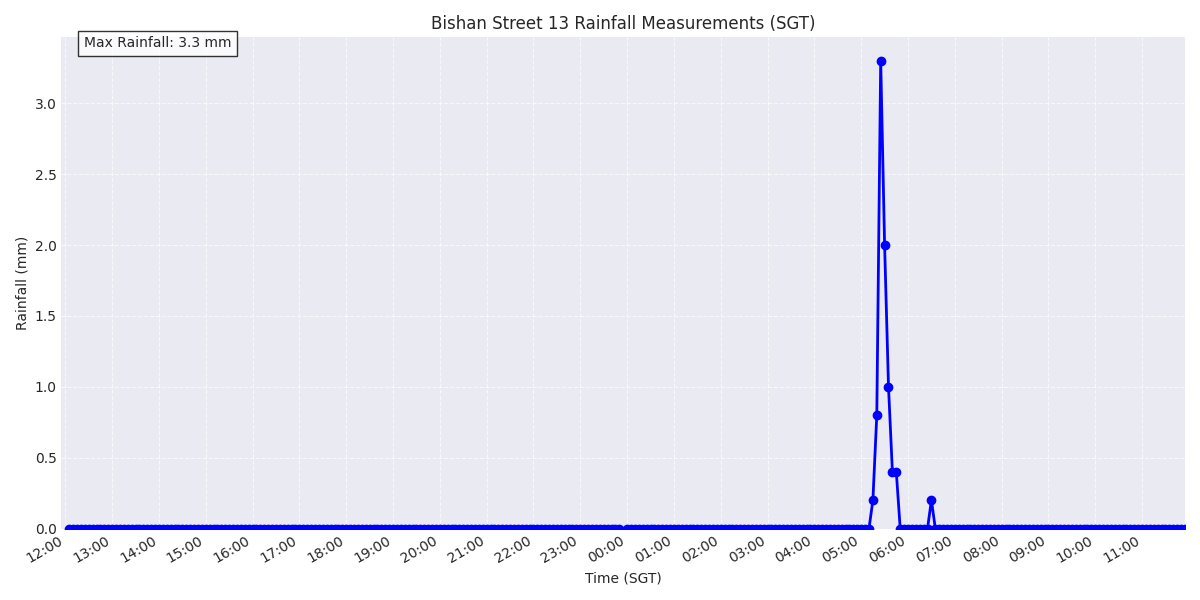 Bishan Street 13 Rainfall Measurements (SGT)
Max Rainfall: 3.3 mm
Rainfall (mm)
3.0
2.5
2.0
1.5
1.0
0.5
0.0
12:00 13:00 14:00 15:00 16:00 17:00 18:00 19:00 20:00 21:00 22:00 23:00 00:00 01:00 02:00 03:00 04:00 05:00 06:00 07:00 08:00 09:00 10:00 11:00
Time (SGT)